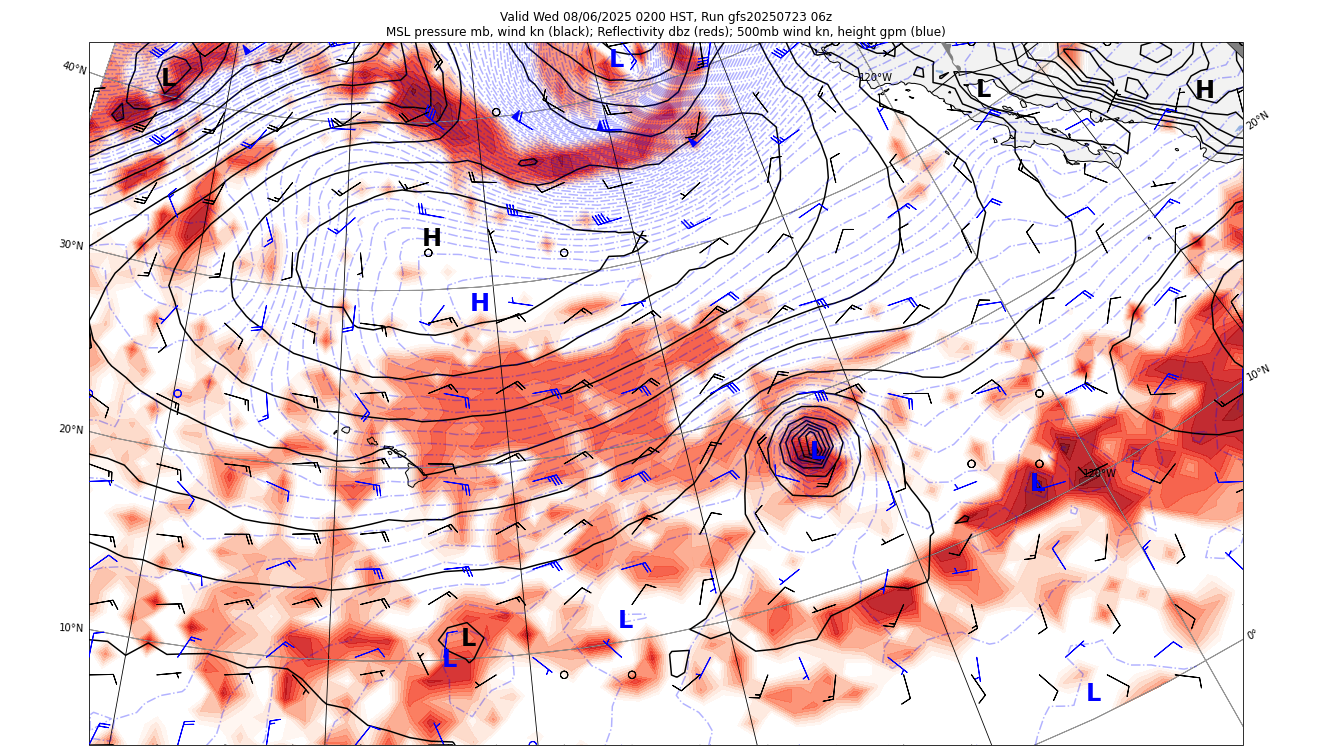 Valid Wed 08/06/2025 0200 HST, Run gfs20250723 06z
MSL pressure mb, wind kn (black); Reflectivity dbz (reds); 500mb wind kn, height gpm (blue)
40°N
L
L
120°W
L
H
20°N
30°N
H
H
10°N
20°N
L
L
130°W
10°N
L
L
L
0°
L